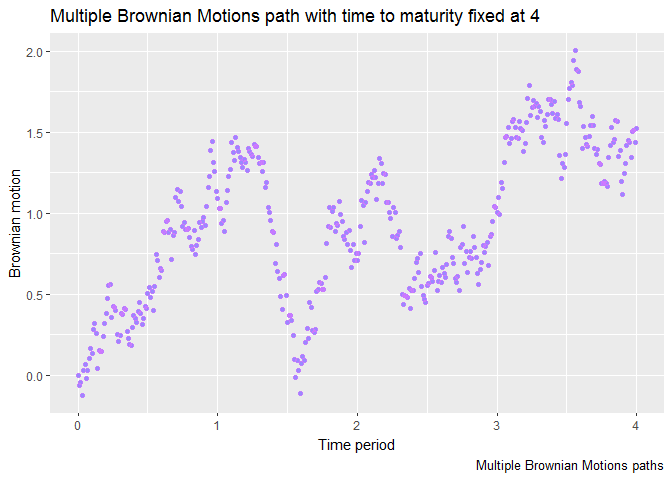 Multiple Brownian Motions path with time to maturity fixed at 4
2.0
1.5
1.0
0.5
0.0
Brownian motion
0 1 2 3 4
Time period
Multiple Brownian Motions paths